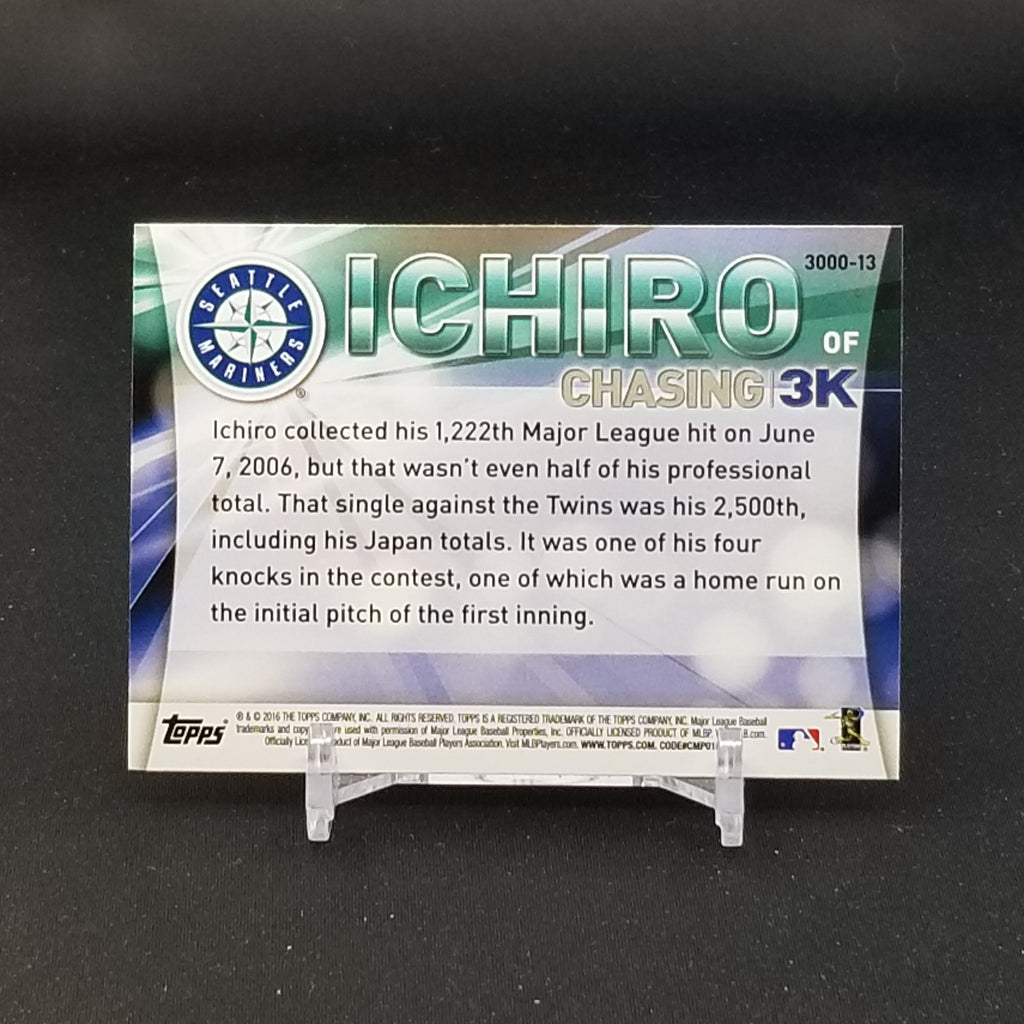 SEATTLE
MARINERS
®
ICHIRO
3000-13
OF
CHASING|3K
Ichiro collected his 1,222th Major League hit on June
7, 2006, but that wasn't even half of his professional
total. That single against the Twins was his 2,500th,
including his Japan totals. It was one of his four
knocks in the contest, one of which was a home run on
the initial pitch of the first inning.
Topps
® & © 2016 THE TOPPS COMPANY, INC. ALL RIGHTS RESERVED. TOPPS IS A REGISTERED TRADEMARK OF THE TOPPS COMPANY, INC. Major League Baseball
trademarks and used with permission of Major League Baseball Properties, Inc. OFFICIALLY LICENSED PRODUCT OF MLBP.
Officially of Major League Baseball Players Association. Visit MLBPlayers.com. WWW.TOPPS.COM.